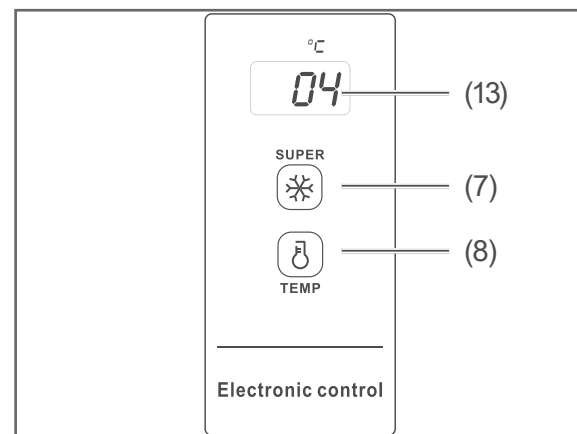 °C
04
(13)
SUPER
(7)
(8)
TEMP
Electronic control